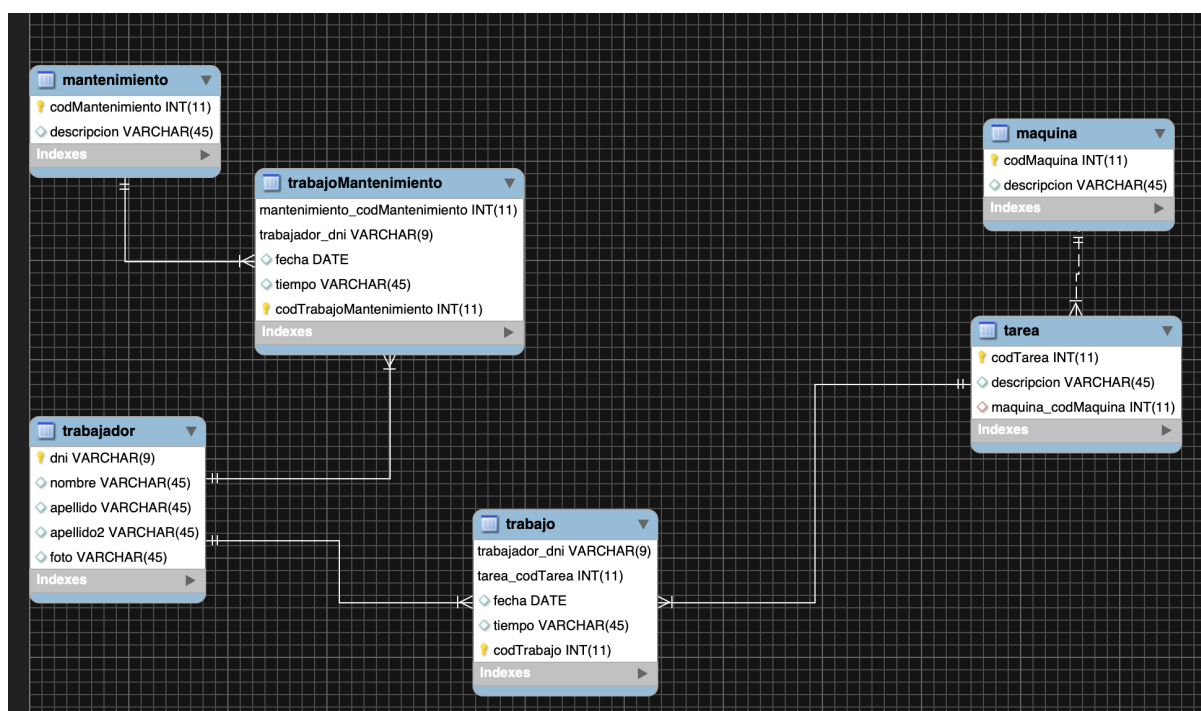 mantenimiento
codMantenimiento INT(11)
descripcion VARCHAR(45)
Indexes
trabajoMantenimiento
mantenimiento_codMantenimiento INT(11)
trabajador_dni VARCHAR(9)
fecha DATE
tiempo VARCHAR(45)
codTrabajoMantenimiento INT(11)
Indexes
maquina
codMaquina INT(11)
descripcion VARCHAR(45)
Indexes
tarea
codTarea INT(11)
descripcion VARCHAR(45)
maquina_codMaquina INT(11)
Indexes
trabajador
dni VARCHAR(9)
nombre VARCHAR(45)
apellido VARCHAR(45)
apellido2 VARCHAR(45)
foto VARCHAR(45)
Indexes
trabajo
trabajador_dni VARCHAR(9)
tarea_codTarea INT(11)
fecha DATE
tiempo VARCHAR(45)
codTrabajo INT(11)
Indexes